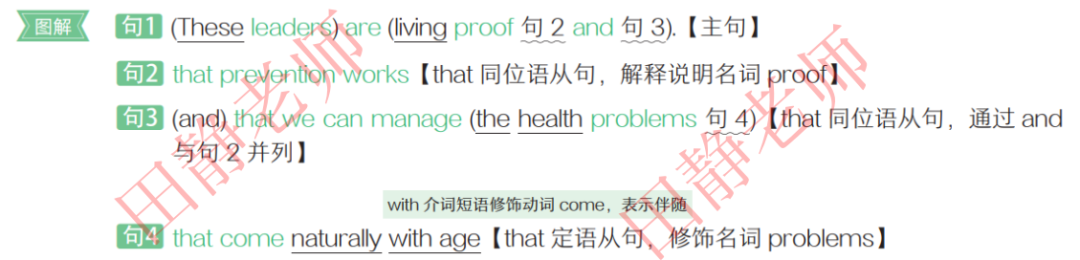 图解 句1 (These leaders) are (living proof 句 2 and 句 3).【主句】
句2 that prevention works【that 同位语从句，解释说明名词 proof】
句3 (and) that we can manage (the health problems 句 4)【that 同位语从句，通过 and
与句 2 并列】
with 介词短语修饰动词 come，表示伴随
句4 that come naturally with age【that 定语从句，修饰名词 problems】
田静老师
田静老师